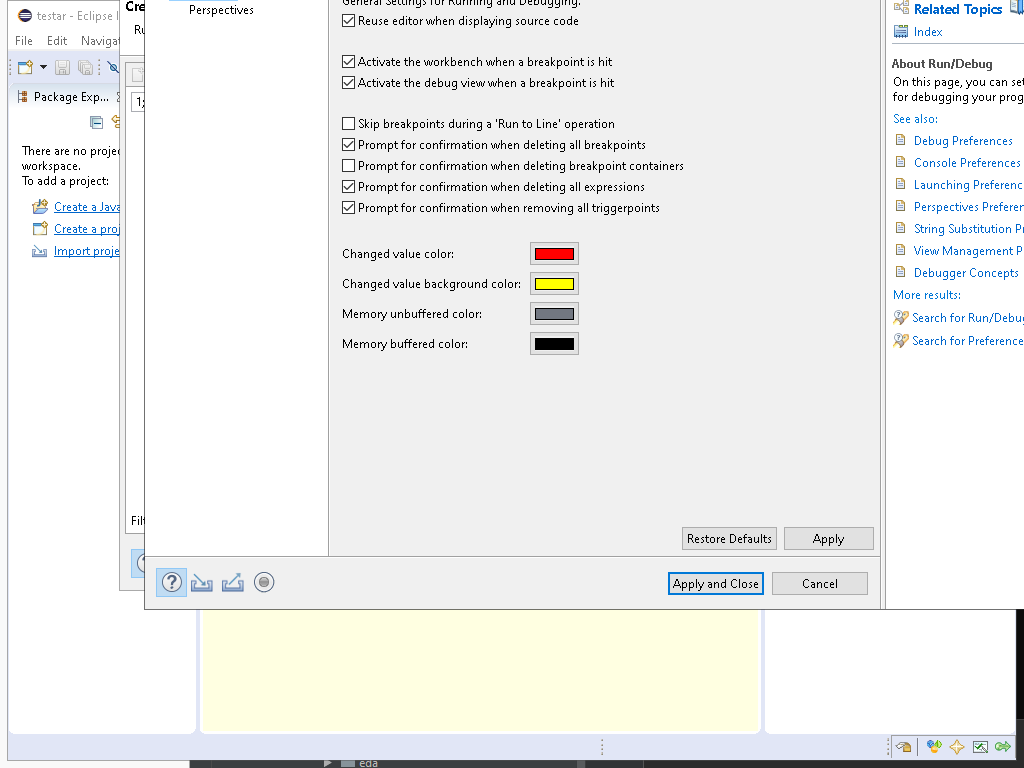 testar - Eclipse I
File Edit Navigat
Package Exp...
There are no proje
workspace.
To add a project:
Create a Java
Create a proj
Import proje
Cre
Ru
Filt
Perspectives
General Settings for Running and Debugging.
Reuse editor when displaying source code
Activate the workbench when a breakpoint is hit
Activate the debug view when a breakpoint is hit
Skip breakpoints during a 'Run to Line' operation
Prompt for confirmation when deleting all breakpoints
Prompt for confirmation when deleting breakpoint containers
Prompt for confirmation when deleting all expressions
Prompt for confirmation when removing all triggerpoints
Changed value color:
Changed value background color:
Memory unbuffered color:
Memory buffered color:
Restore Defaults Apply
Apply and Close Cancel
Related Topics
Index
About Run/Debug
On this page, you can set
for debugging your prog
See also:
Debug Preferences
Console Preferences
Launching Preferenc
Perspectives Preferer
String Substitution Pr
View Management P
Debugger Concepts
More results:
Search for Run/Debug
Search for Preference
eda